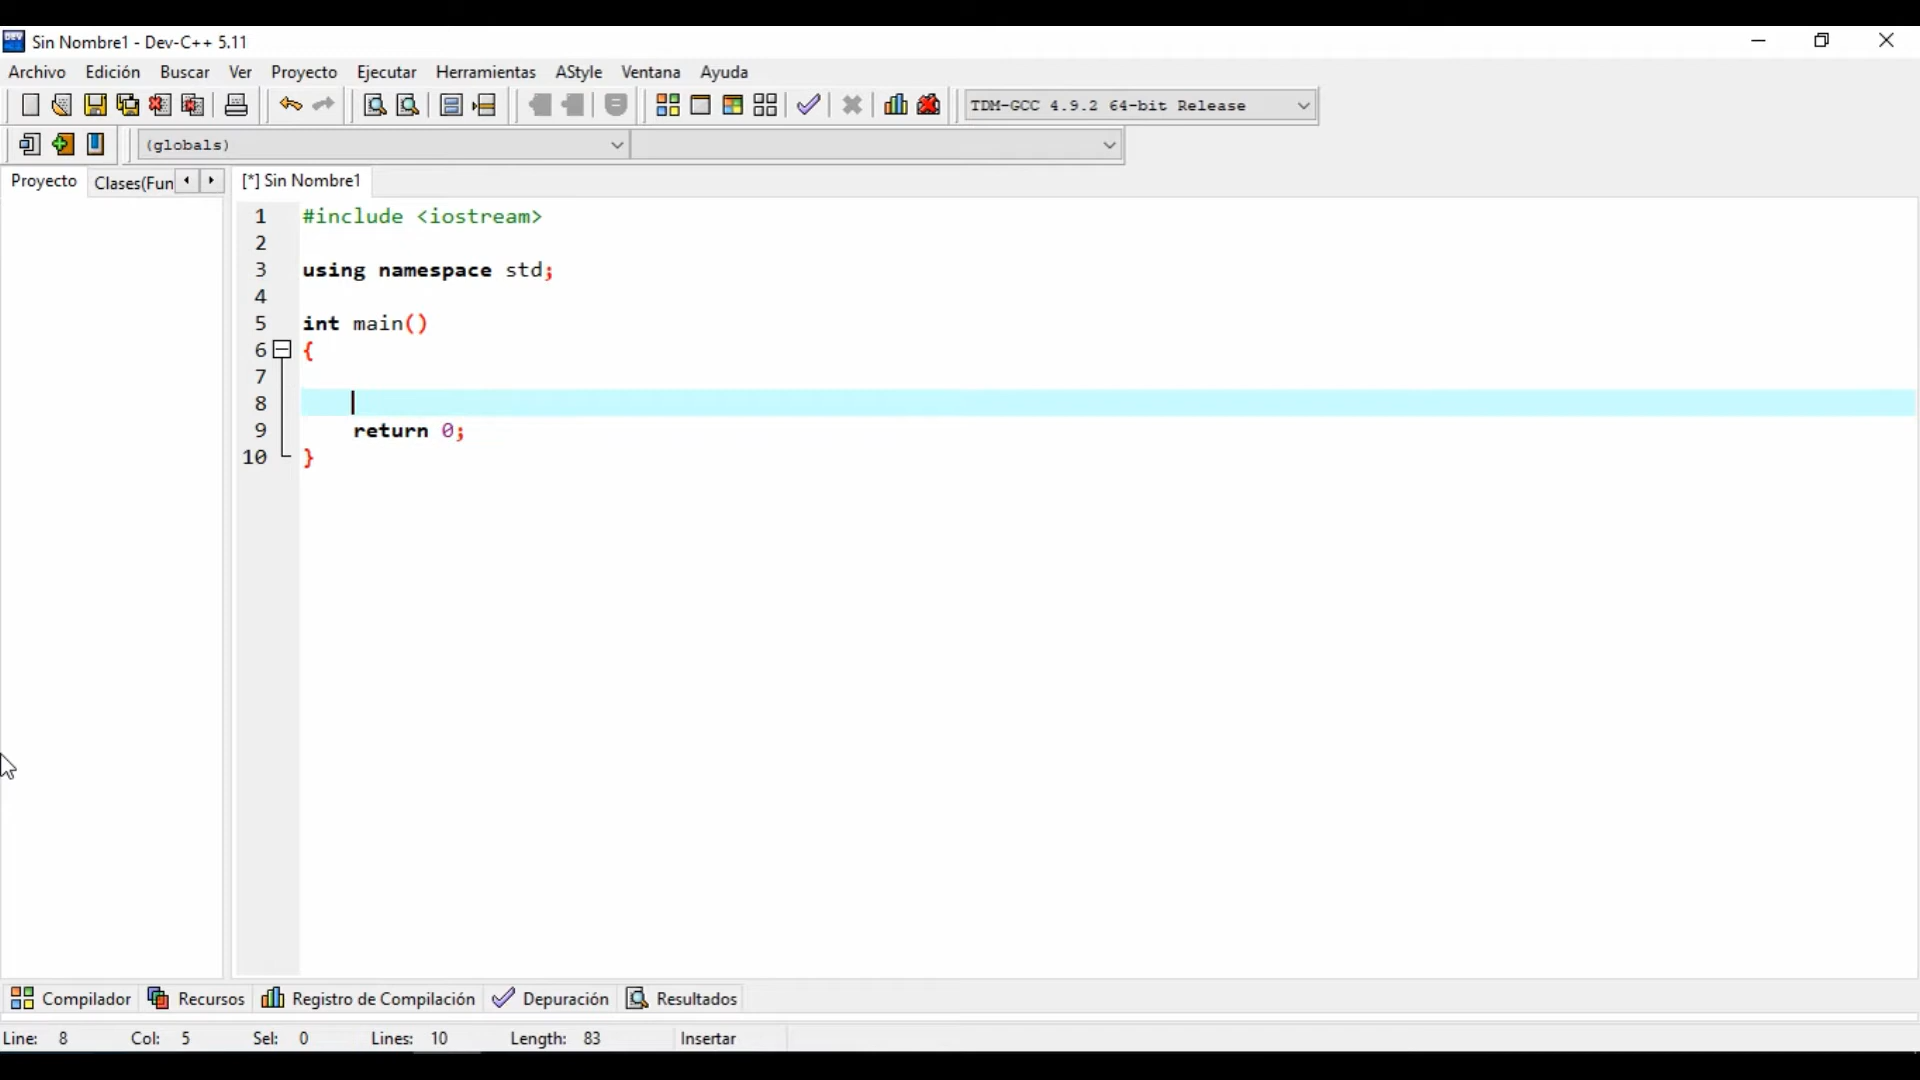 Sin Nombre1 - Dev-C++ 5.11
Archivo Edición Buscar Ver Proyecto Ejecutar Herramientas AStyle Ventana Ayuda
TDM-GCC 4.9.2 64-bit Release
(globals)
Proyecto Clases(Fun [*] Sin Nombre1
1 #include <iostream>
2
3 using namespace std;
4
5 int main()
6 {
7
8
9 return 0;
10 }
Compilador Recursos Registro de Compilación Depuración Resultados
Line: 8 Col: 5 Sel: 0 Lines: 10 Length: 83 Insertar